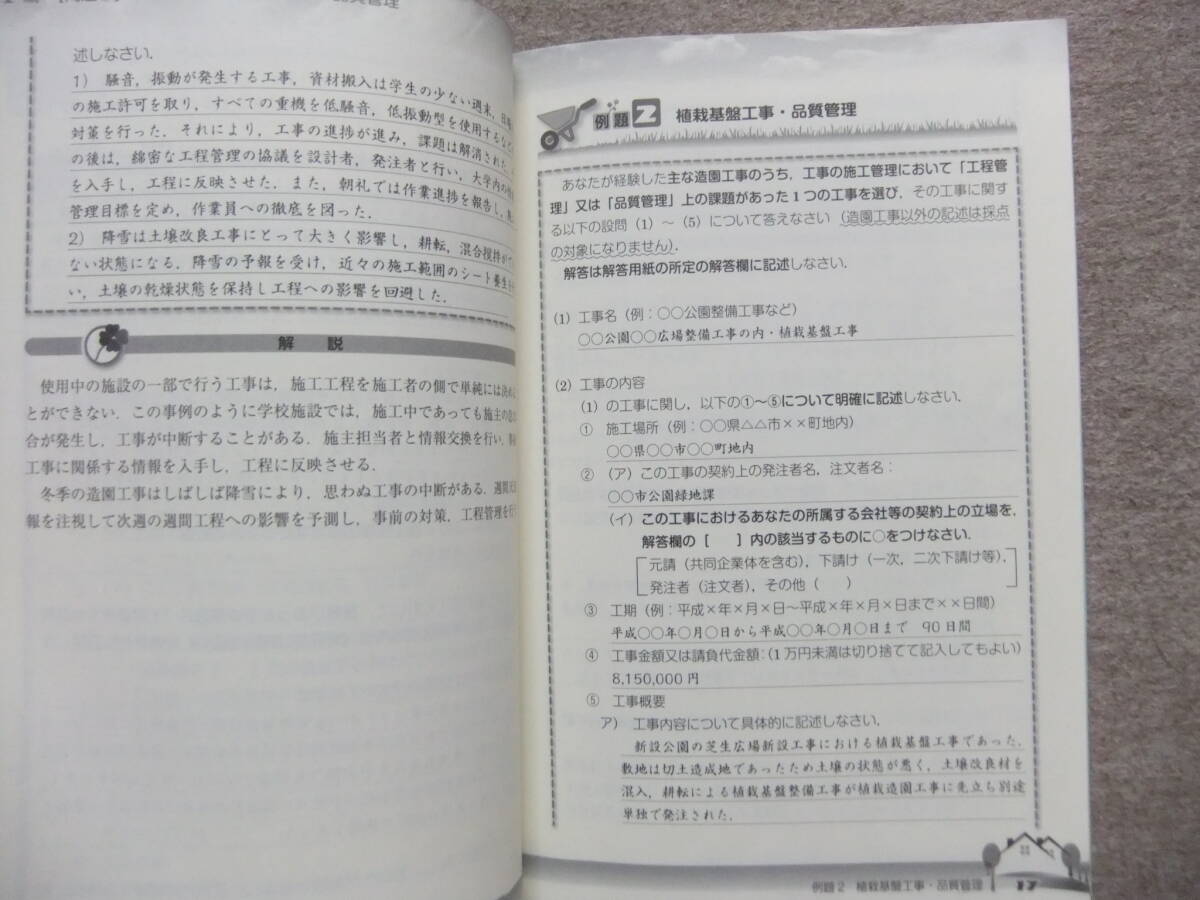 品質管理
述しなさい.
1) 騒音,振動が発生する工事,資材搬入は学生の少ない週末,
の施工許可を取り,すべての重機を低騒音,低振動型を使用するなど
対策を行った.それにより,工事の進捗が進み,課題は解消された.
の後は,綿密な工程管理の協議を設計者,発注者と行い,大学内の
を入手し,工程に反映させた.また,朝礼では作業進捗を報告し,
管理目標を定め,作業員への徹底を図った.
2) 降雪は土壌改良工事にとって大きく影響し,耕転,混合撹拌が
ない状態になる.降雪の予報を受け,近々の施工範囲のシート養生を
い,土壌の乾燥状態を保持し工程への影響を回避した.
解 説
使用中の施設の一部で行う工事は,施工工程を施工者の側で単純には決め
とができない.この事例のように学校施設では,施工中であっても施主の
合が発生し,工事が中断することがある.施主担当者と情報交換を行い,
工事に関係する情報を入手し,工程に反映させる.
冬季の造園工事はしばしば降雪により,思わぬ工事の中断がある.週間
報を注視して次週の週間工程への影響を予測し,事前の対策,工程管理を行
例題2 植栽基盤工事・品質管理
あなたが経験した主な造園工事のうち,工事の施工管理において「工程管
理」又は「品質管理」上の課題があった1つの工事を選び,その工事に関す
る以下の設問(1)〜(5)について答えなさい(造園工事以外の記述は採点
の対象になりません).
解答は解答用紙の所定の解答欄に記述しなさい.
(1) 工事名(例:○○公園整備工事など)
○○公園○○広場整備工事の内・植栽基盤工事
(2) 工事の内容
(1)の工事に関し,以下の①〜⑤について明確に記述しなさい.
① 施工場所(例:○○県△△市××町地内)
○○県○○市○○町地内
② (ア)この工事の契約上の発注者名,注文者名:
○○市公園緑地課
(イ)この工事におけるあなたの所属する会社等の契約上の立場を,
解答欄の[ ]内の該当するものに○をつけなさい.
元請(共同企業体を含む),下請け(一次,二次下請け等),
発注者(注文者),その他( )
③ 工期(例:平成×年×月×日〜平成×年×月×日まで××日間)
平成○○年○月○日から平成○○年○月○日まで 90日間
④ 工事金額又は請負代金額:(1万円未満は切り捨てて記入してもよい)
8,150,000 円
⑤ 工事概要
ア) 工事内容について具体的に記述しなさい.
新設公園の芝生広場新設工事における植栽基盤工事であった.
敷地は切土造成地であったため土壌の状態が悪く,土壌改良材を
混入,耕転による植栽基盤整備工事が植栽造園工事に先立ち別途
単独で発注された.
例題2 植栽基盤工事・品質管理 17